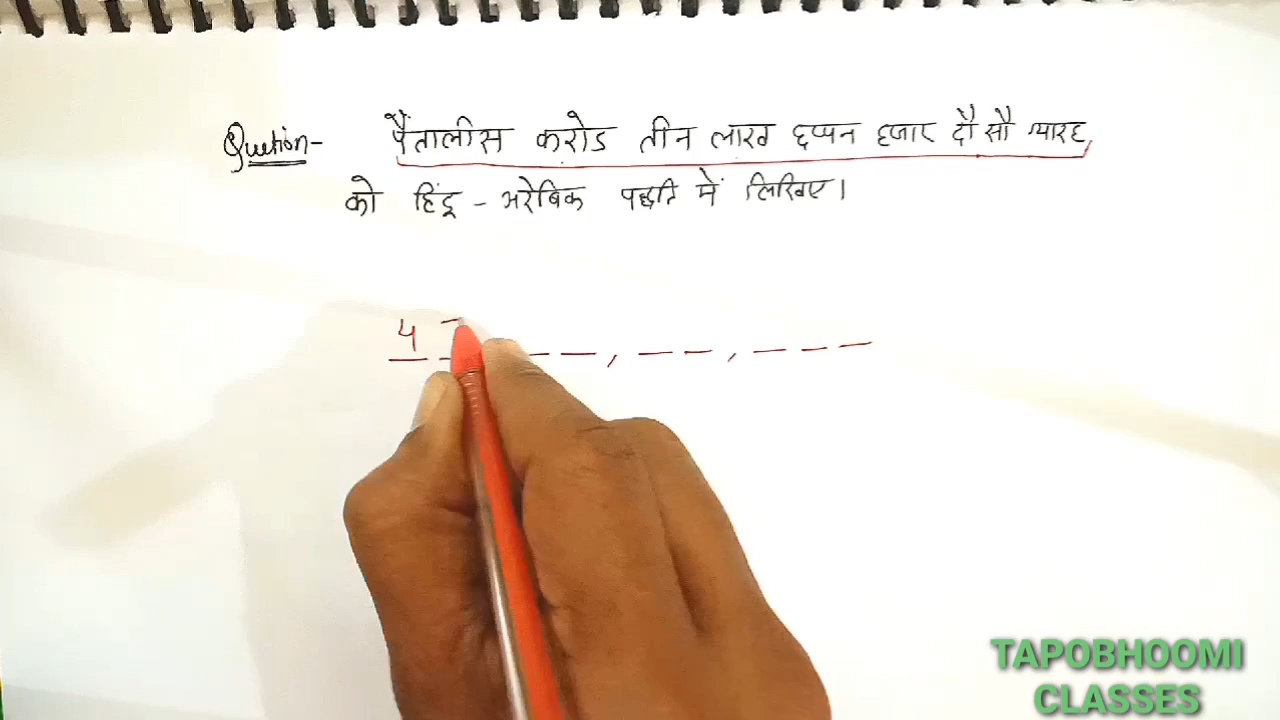 Question- पैंतालीस करोड तीन लाख छप्पन हजार दौ सौ ग्यारह,
को हिंदू - अरेबिक पद्धति में लिखिए।
4
TAPOBHOOMI
CLASSES